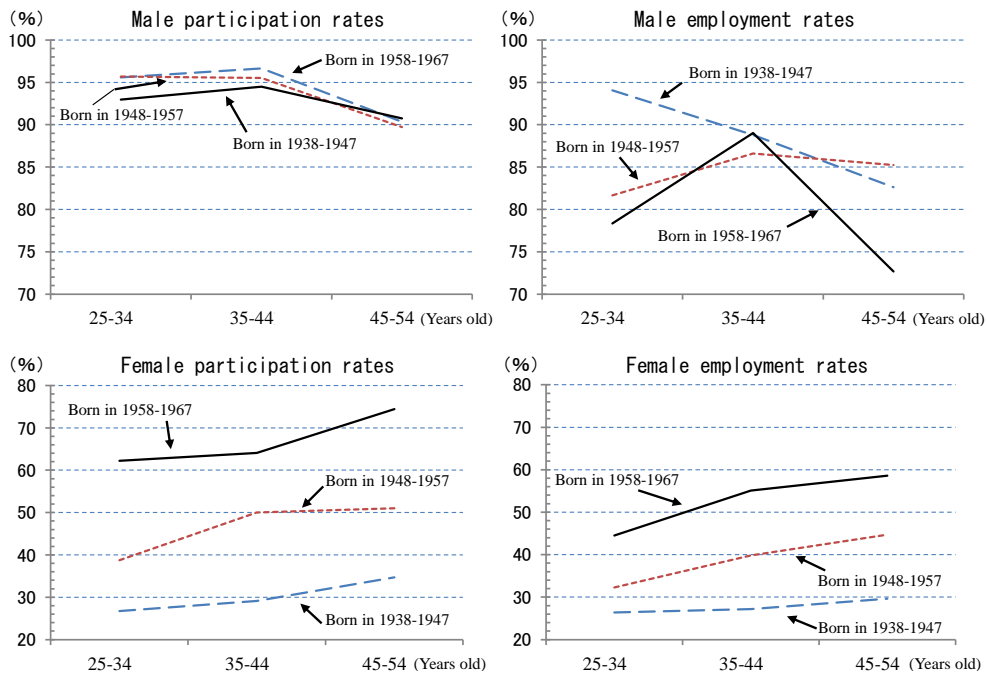 (%)
Male participation rates
100
95
90
85
80
75
70
Born in 1958-1967
Born in 1948-1957
Born in 1938-1947
25-34 35-44 45-54 (Years old)
(%)
Male employment rates
100
95
90
85
80
75
70
Born in 1938-1947
Born in 1948-1957
Born in 1958-1967
25-34 35-44 45-54 (Years old)
(%)
Female participation rates
80
70
60
50
40
30
20
Born in 1958-1967
Born in 1948-1957
Born in 1938-1947
25-34 35-44 45-54 (Years old)
(%)
Female employment rates
80
70
60
50
40
30
20
Born in 1958-1967
Born in 1948-1957
Born in 1938-1947
25-34 35-44 45-54 (Years old)